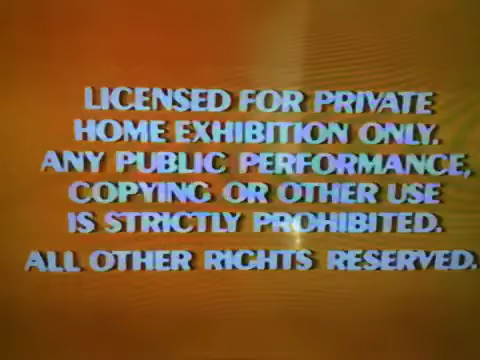 LICENSED FOR PRIVATE
HOME EXHIBITION ONLY.
ANY PUBLIC PERFORMANCE,
COPYING OR OTHER USE
IS STRICTLY PROHIBITED.
ALL OTHER RIGHTS RESERVED.